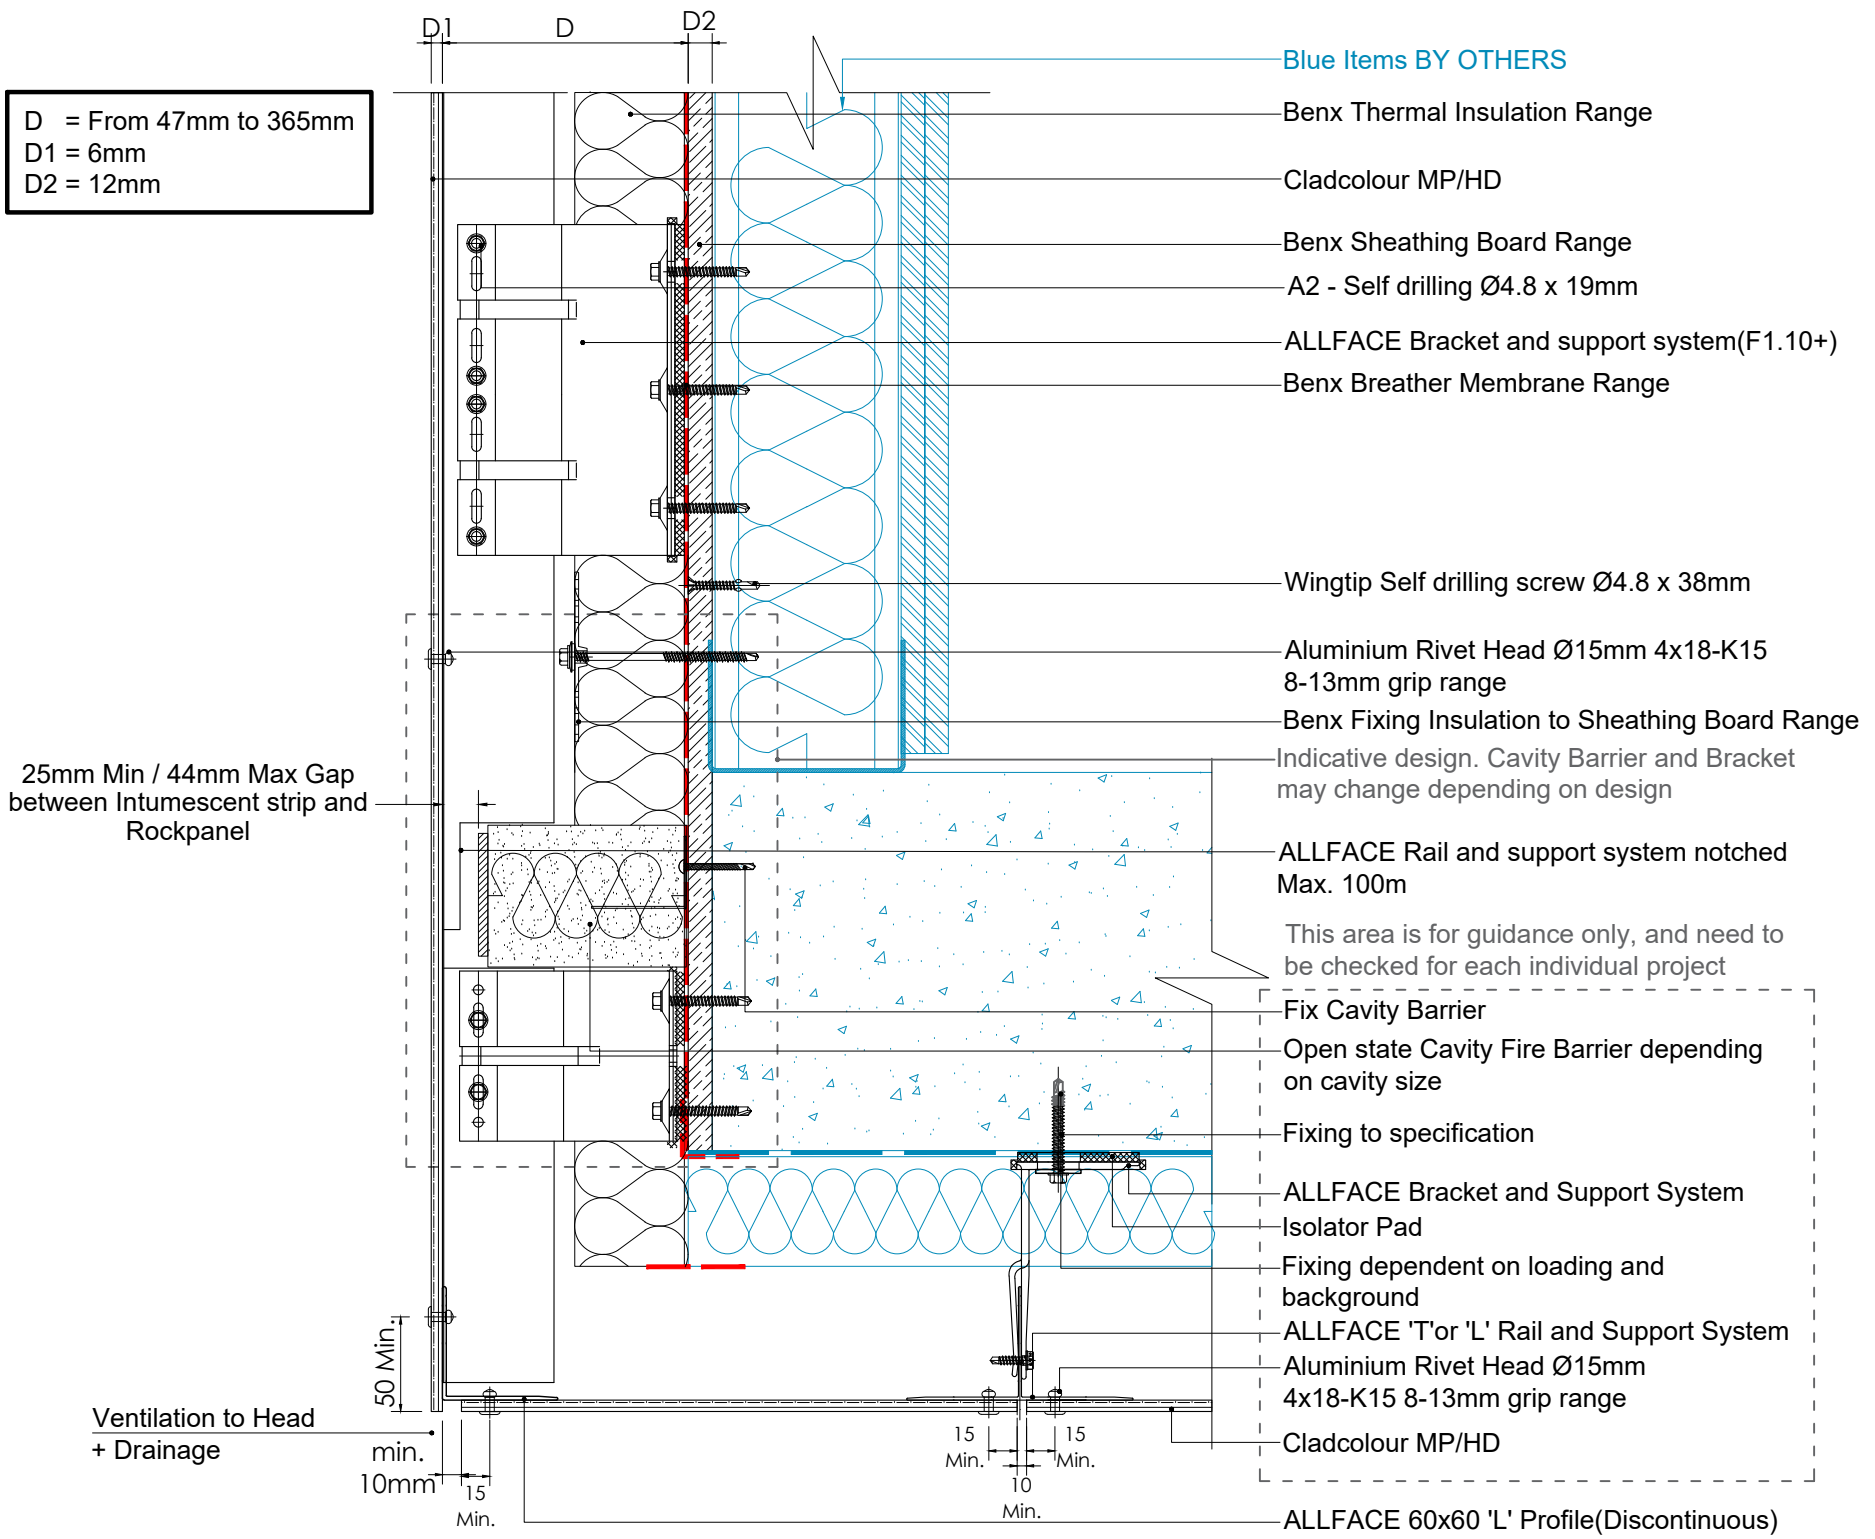 D1
D
D2
D = From 47mm to 365mm
D1 = 6mm
D2 = 12mm
Blue Items BY OTHERS
Benx Thermal Insulation Range
Cladcolour MP/HD
Benx Sheathing Board Range
A2 - Self drilling Ø4.8 x 19mm
ALLFACE Bracket and support system(F1.10+)
Benx Breather Membrane Range
Wingtip Self drilling screw Ø4.8 x 38mm
Aluminium Rivet Head Ø15mm 4x18-K15
8-13mm grip range
Benx Fixing Insulation to Sheathing Board Range
Indicative design. Cavity Barrier and Bracket
may change depending on design
25mm Min / 44mm Max Gap
between Intumescent strip and
Rockpanel
ALLFACE Rail and support system notched
Max. 100m
This area is for guidance only, and need to
be checked for each individual project
Fix Cavity Barrier
Open state Cavity Fire Barrier depending
on cavity size
Fixing to specification
ALLFACE Bracket and Support System
Isolator Pad
Fixing dependent on loading and
background
ALLFACE 'T'or 'L' Rail and Support System
Aluminium Rivet Head Ø15mm
4x18-K15 8-13mm grip range
Cladcolour MP/HD
50 Min.
Ventilation to Head
+ Drainage
min.
10mm
15
Min.
15
Min.
10
Min.
15
Min.
ALLFACE 60x60 'L' Profile(Discontinuous)